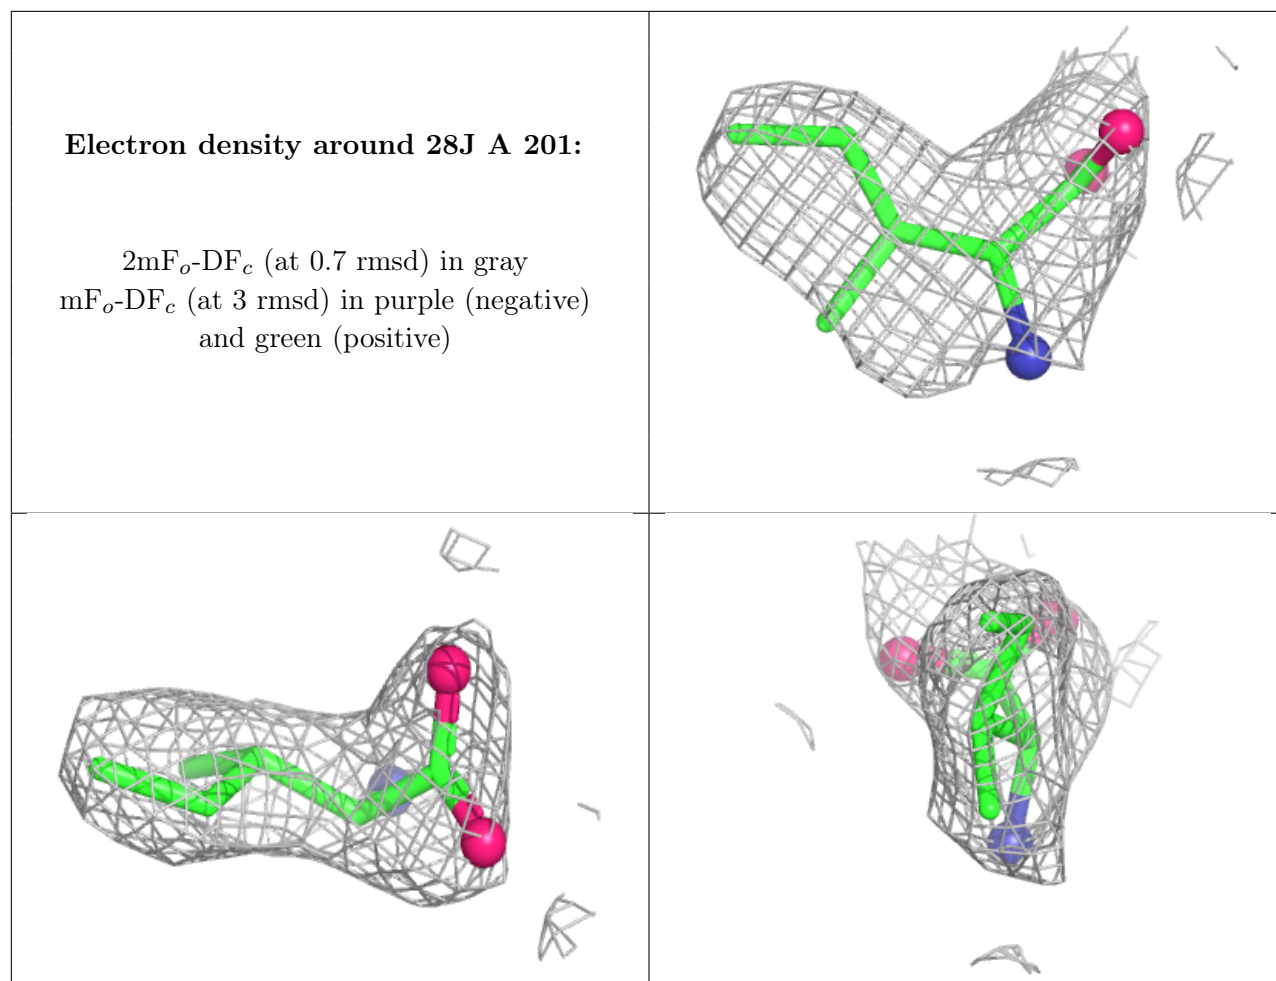 Electron density around 28J A 201:
2mFo-DFc (at 0.7 rmsd) in gray
mFo-DFc (at 3 rmsd) in purple (negative)
and green (positive)